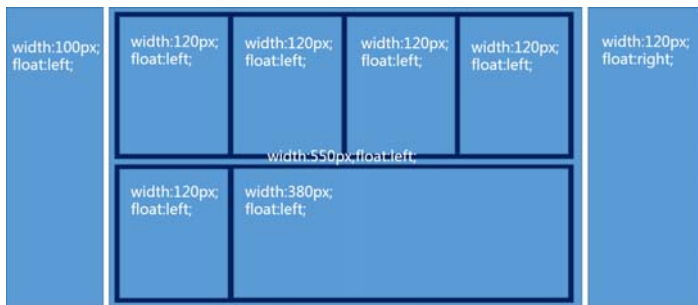 width:100px;
float:left;
width:120px;
float:left;
width:120px;
float:left;
width:120px;
float:left;
width:120px;
float:left;
width:550px;float:left;
width:120px;
float:left;
width:380px;
float:left;
width:120px;
float:right;